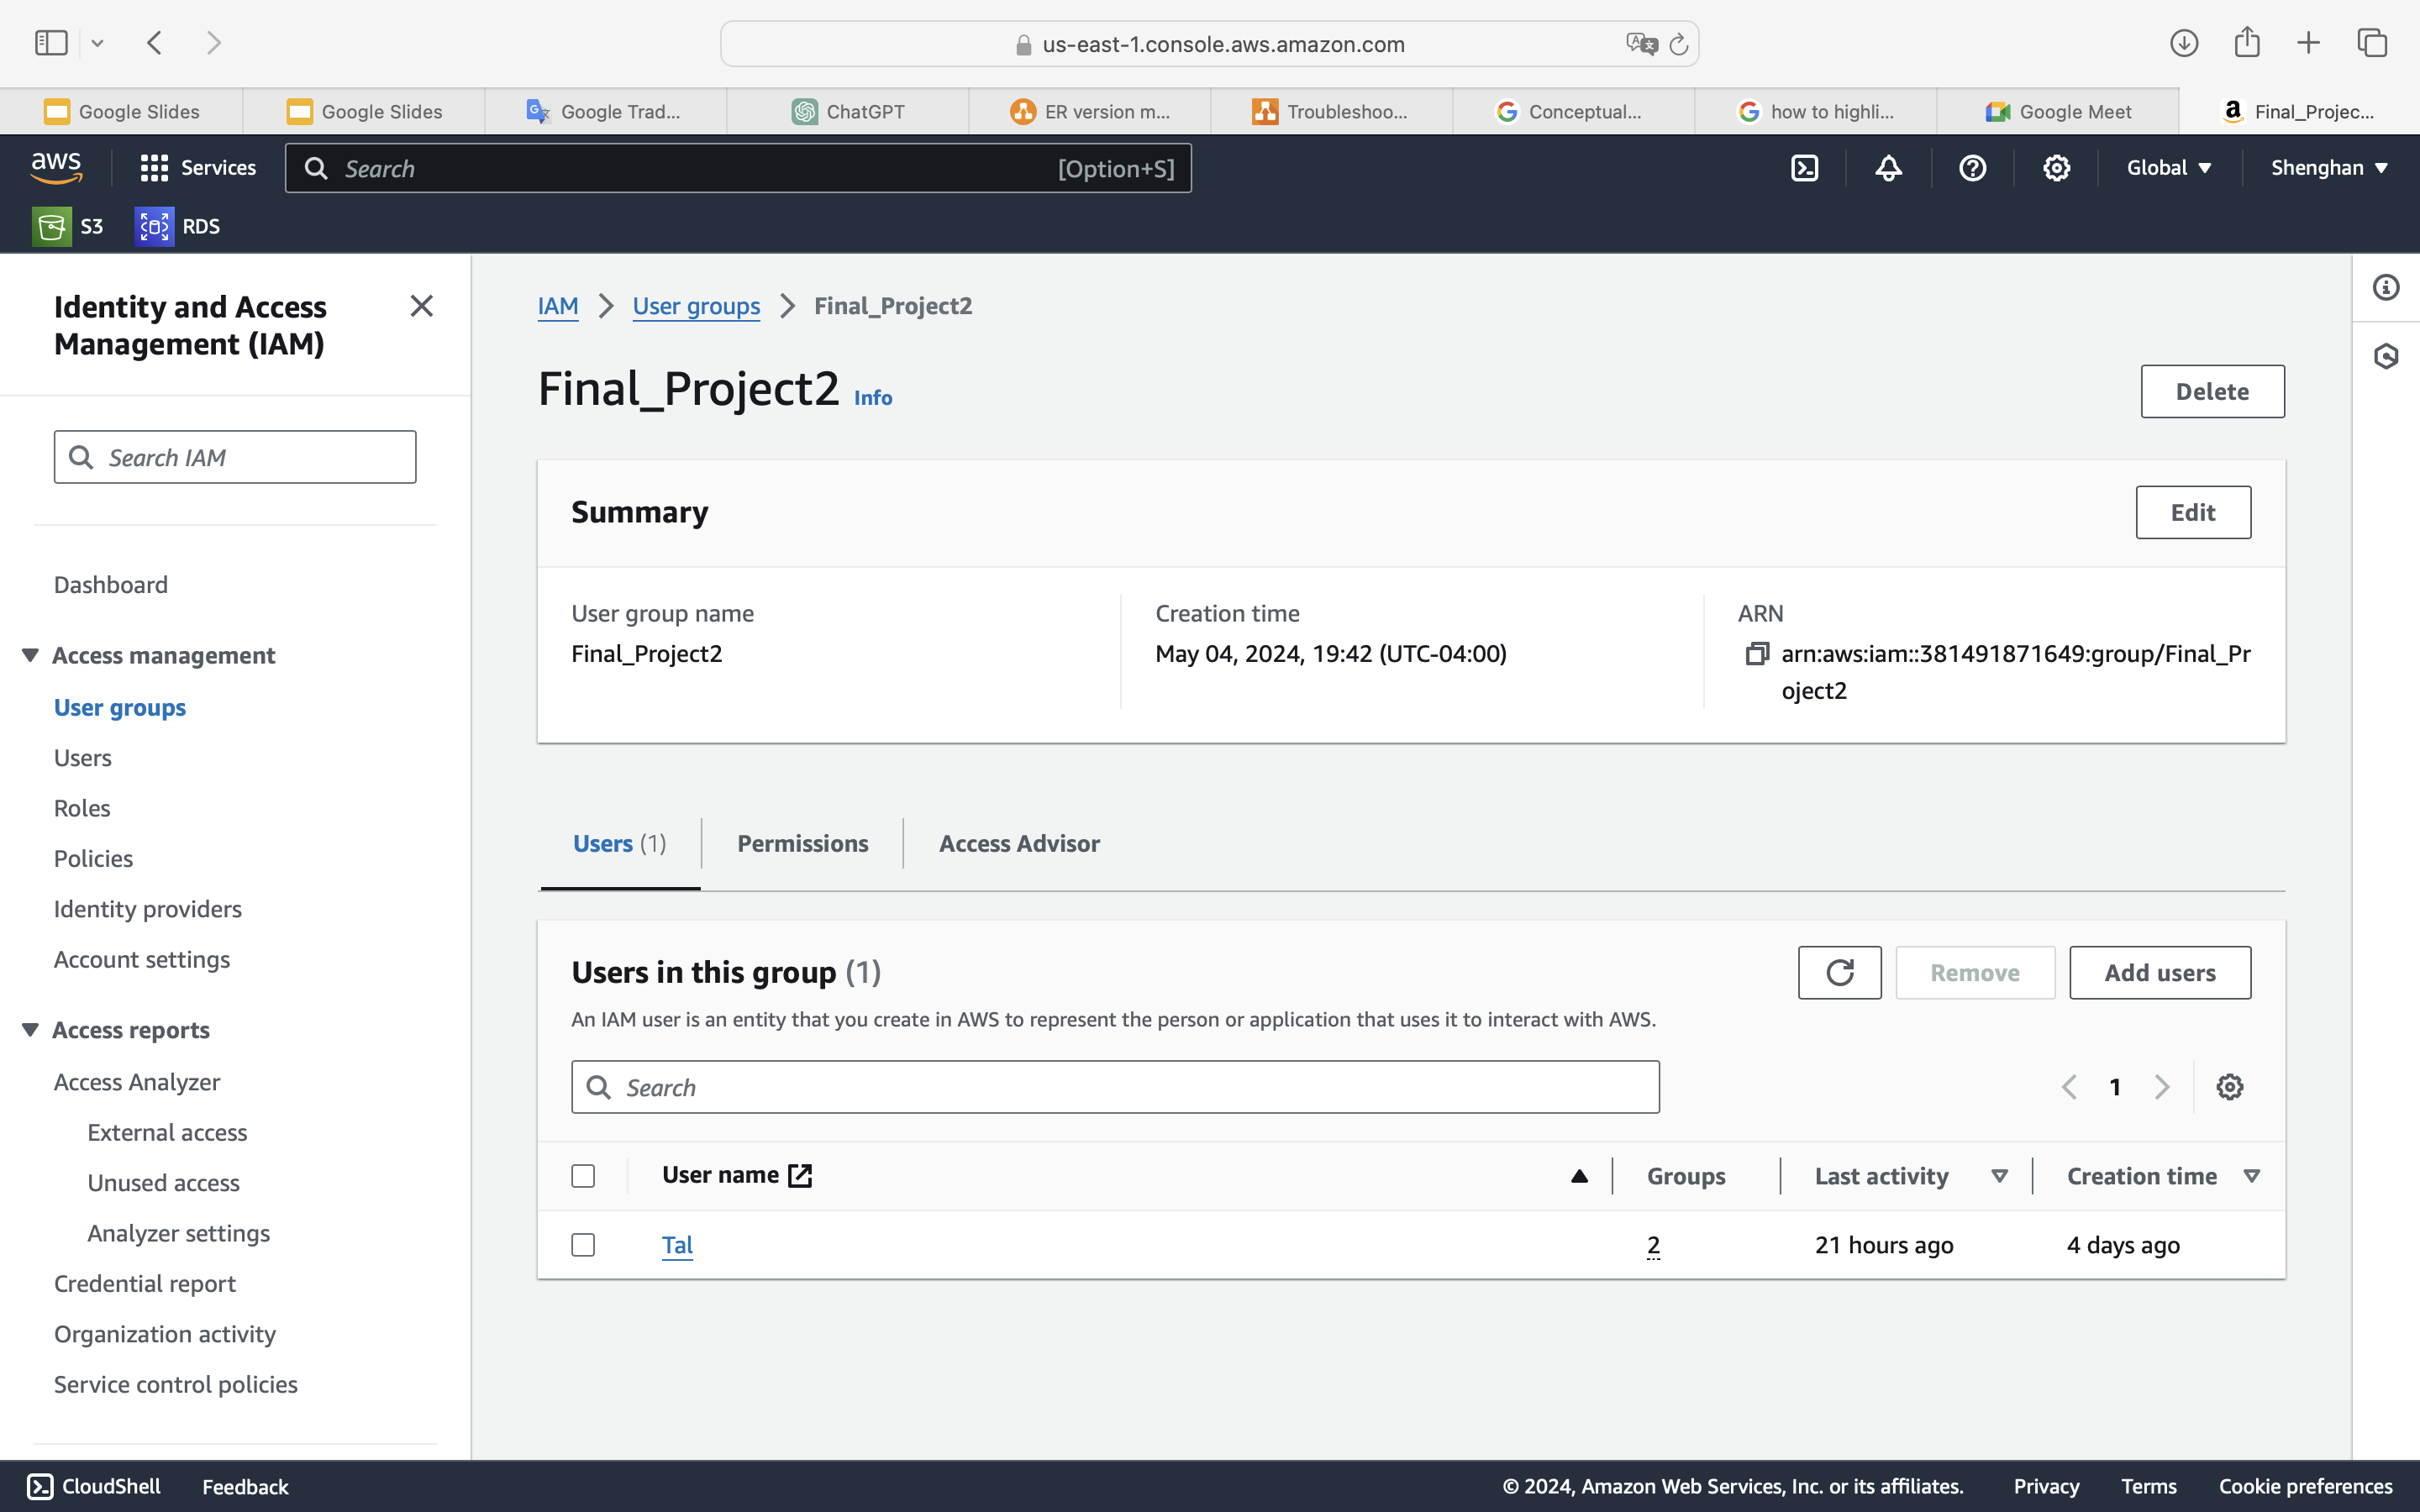 us-east-1.console.aws.amazon.com
Google Slides
Google Slides
Google Trad...
ChatGPT
ER version m...
Troubleshoo...
Conceptual...
how to highli...
Google Meet
Final_Projec...
aws
Services
Search
[Option+S]
Global
Shenghan
S3
RDS
Identity and Access
Management (IAM)
Search IAM
Dashboard
Access management
User groups
Users
Roles
Policies
Identity providers
Account settings
Access reports
Access Analyzer
External access
Unused access
Analyzer settings
Credential report
Organization activity
Service control policies
IAM > User groups > Final_Project2
Final_Project2 Info
Delete
Summary
Edit
User group name
Final_Project2
Creation time
May 04, 2024, 19:42 (UTC-04:00)
ARN
arn:aws:iam::381491871649:group/Final_Pr
oject2
Users (1)
Permissions
Access Advisor
Users in this group (1)
Remove
Add users
An IAM user is an entity that you create in AWS to represent the person or application that uses it to interact with AWS.
Search
1
User name
Groups
Last activity
Creation time
Tal
2
21 hours ago
4 days ago
CloudShell
Feedback
© 2024, Amazon Web Services, Inc. or its affiliates.
Privacy
Terms
Cookie preferences